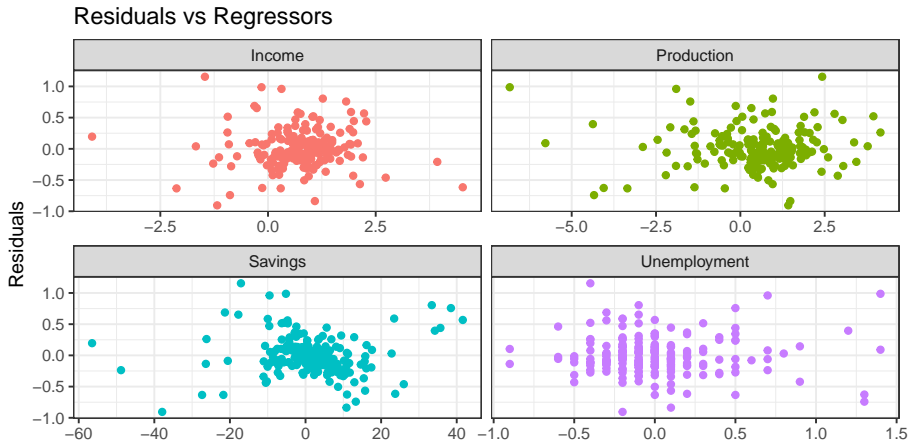 Residuals vs Regressors
Income
Production
1.0
0.5
0.0
−0.5
−1.0
−2.5 0.0 2.5
−5.0 −2.5 0.0 2.5
Residuals
Savings
Unemployment
1.0
0.5
0.0
−0.5
−1.0
−60 −40 −20 0 20 40
−1.0 −0.5 0.0 0.5 1.0 1.5